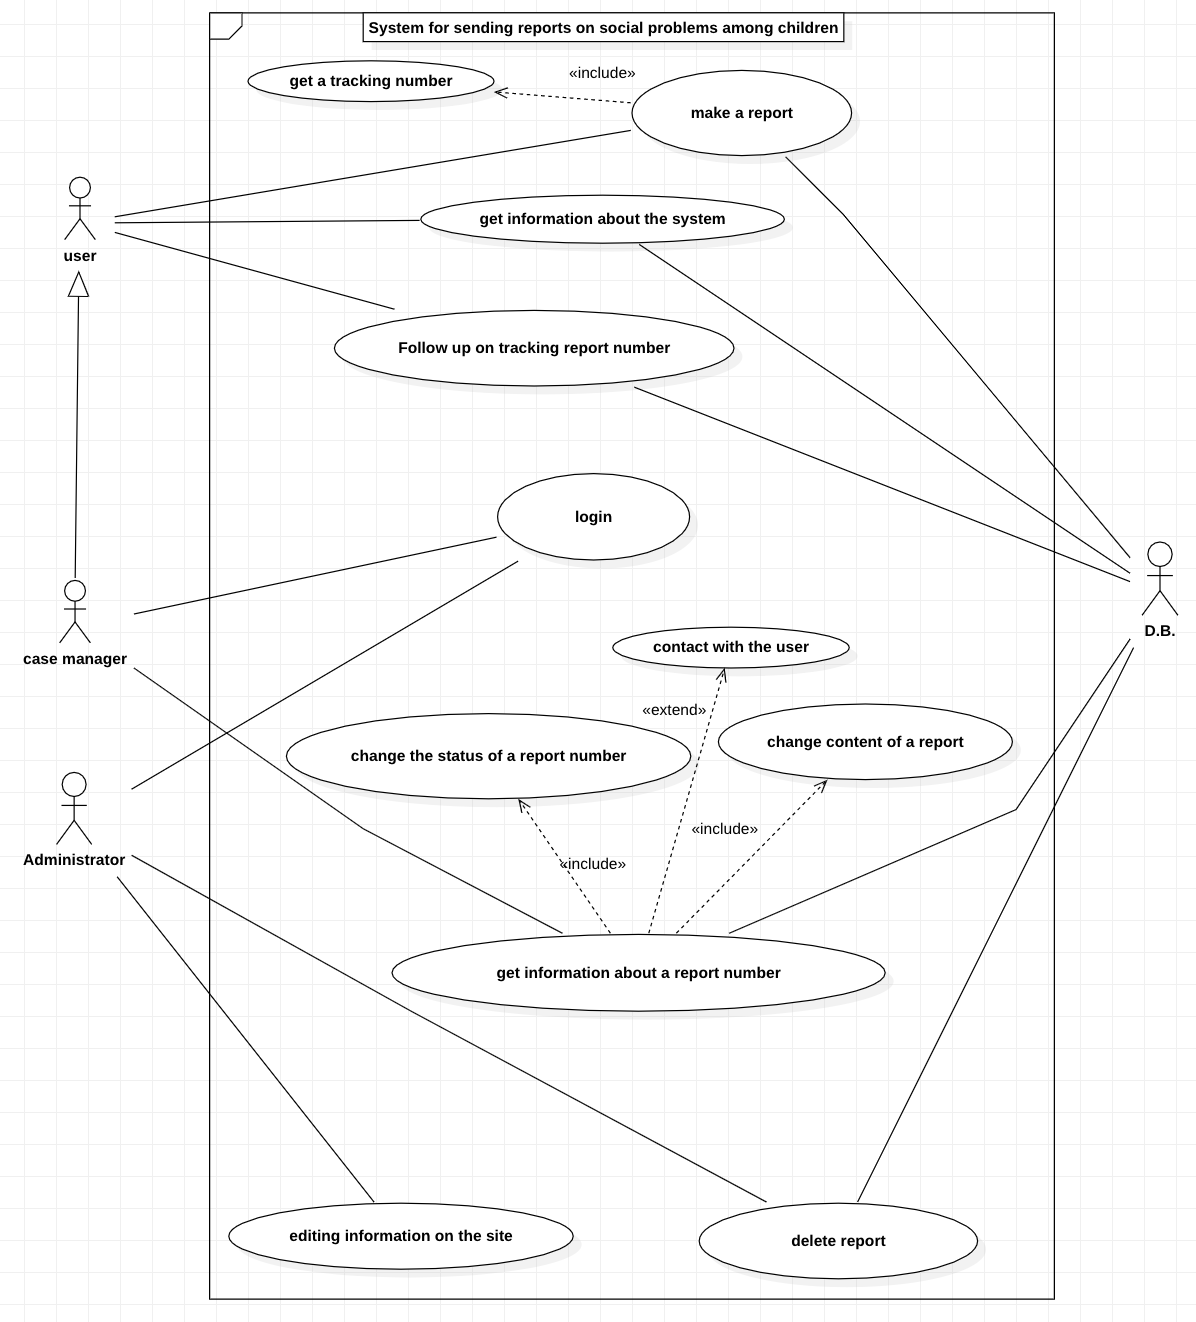 System for sending reports on social problems among children
get a tracking number
«include»
make a report
get information about the system
user
Follow up on tracking report number
login
D.B.
contact with the user
case manager
«extend»
change the status of a report number
change content of a report
«include»
Administrator
«include»
get information about a report number
editing information on the site
delete report